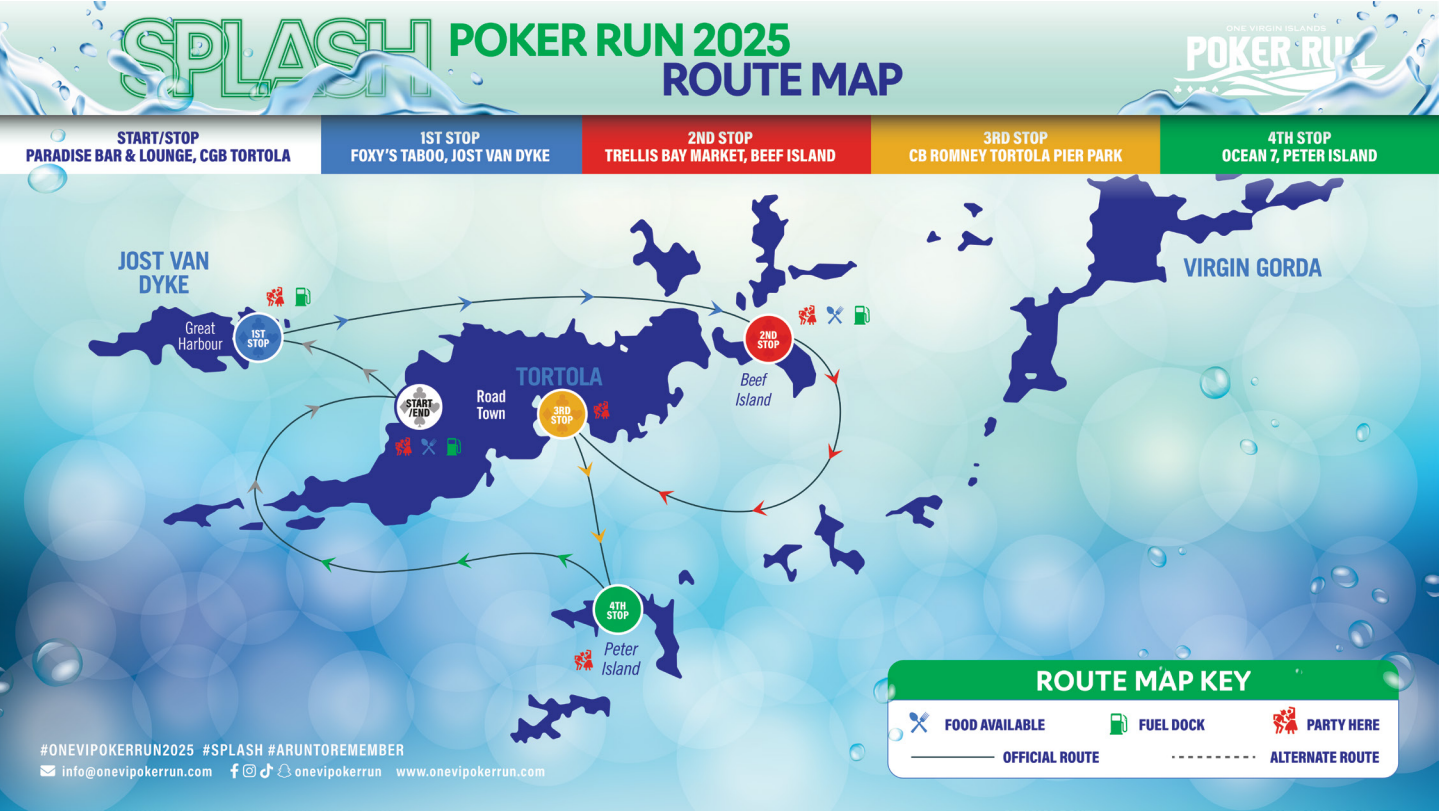 SPLASH
POKER RUN 2025
ROUTE MAP
ONE VIRGIN ISLANDS
POKER RUN
START/STOP
PARADISE BAR & LOUNGE, CGB TORTOLA
1ST STOP
FOXY'S TABOO, JOST VAN DYKE
2ND STOP
TRELLIS BAY MARKET, BEEF ISLAND
3RD STOP
CB ROMNEY TORTOLA PIER PARK
4TH STOP
OCEAN 7, PETER ISLAND
JOST VAN
DYKE
VIRGIN GORDA
Great
Harbour
1ST
STOP
2ND
STOP
Beef
Island
TORTOLA
START
/END
Road
Town
3RD
STOP
4TH
STOP
Peter
Island
ROUTE MAP KEY
FOOD AVAILABLE
FUEL DOCK
PARTY HERE
OFFICIAL ROUTE
ALTERNATE ROUTE
#ONEVIPOKERRUN2025 #SPLASH #ARUNTOREMEMBER
info@onevipokerrun.com onevipokerrun www.onevipokerrun.com